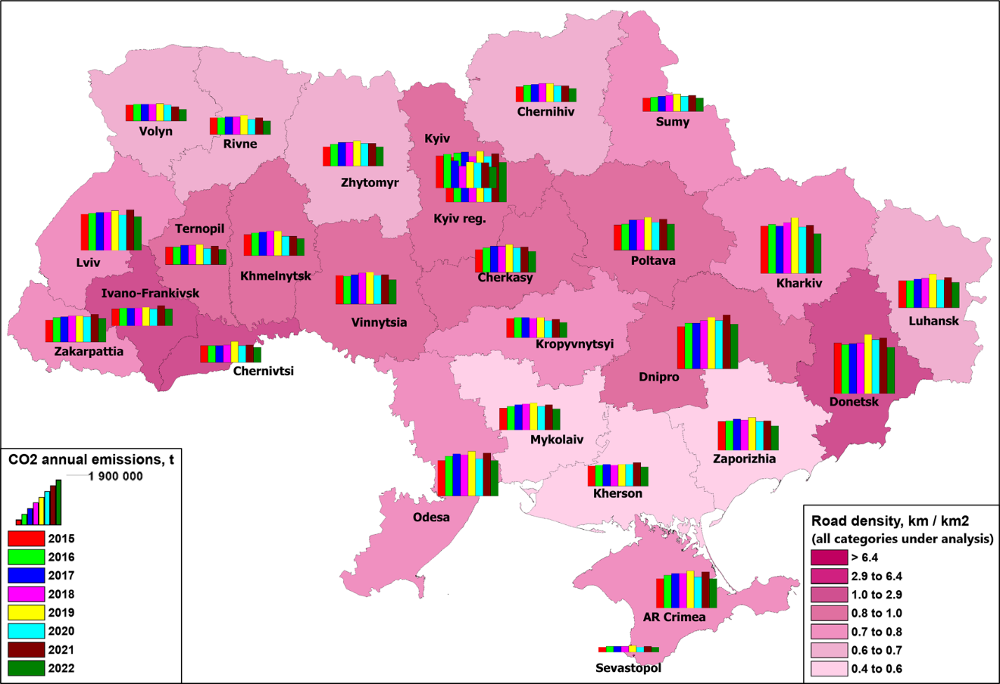 Chernihiv
Sumy
Volyn
Rivne
Kyiv
Zhytomyr
Kyiv reg.
Ternopil
Lviv
Khmelnytsk
Cherkasy
Poltava
Kharkiv
Ivano-Frankivsk
Vinnytsia
Luhansk
Zakarpattia
Kropyvnytsyi
Chernivtsi
Dnipro
Donetsk
Mykolaiv
Zaporizhia
Kherson
Odesa
AR Crimea
Sevastopol
CO2 annual emissions, t
1 900 000
2015
2016
2017
2018
2019
2020
2021
2022
Road density, km / km2
(all categories under analysis)
> 6.4
2.9 to 6.4
1.0 to 2.9
0.8 to 1.0
0.7 to 0.8
0.6 to 0.7
0.4 to 0.6